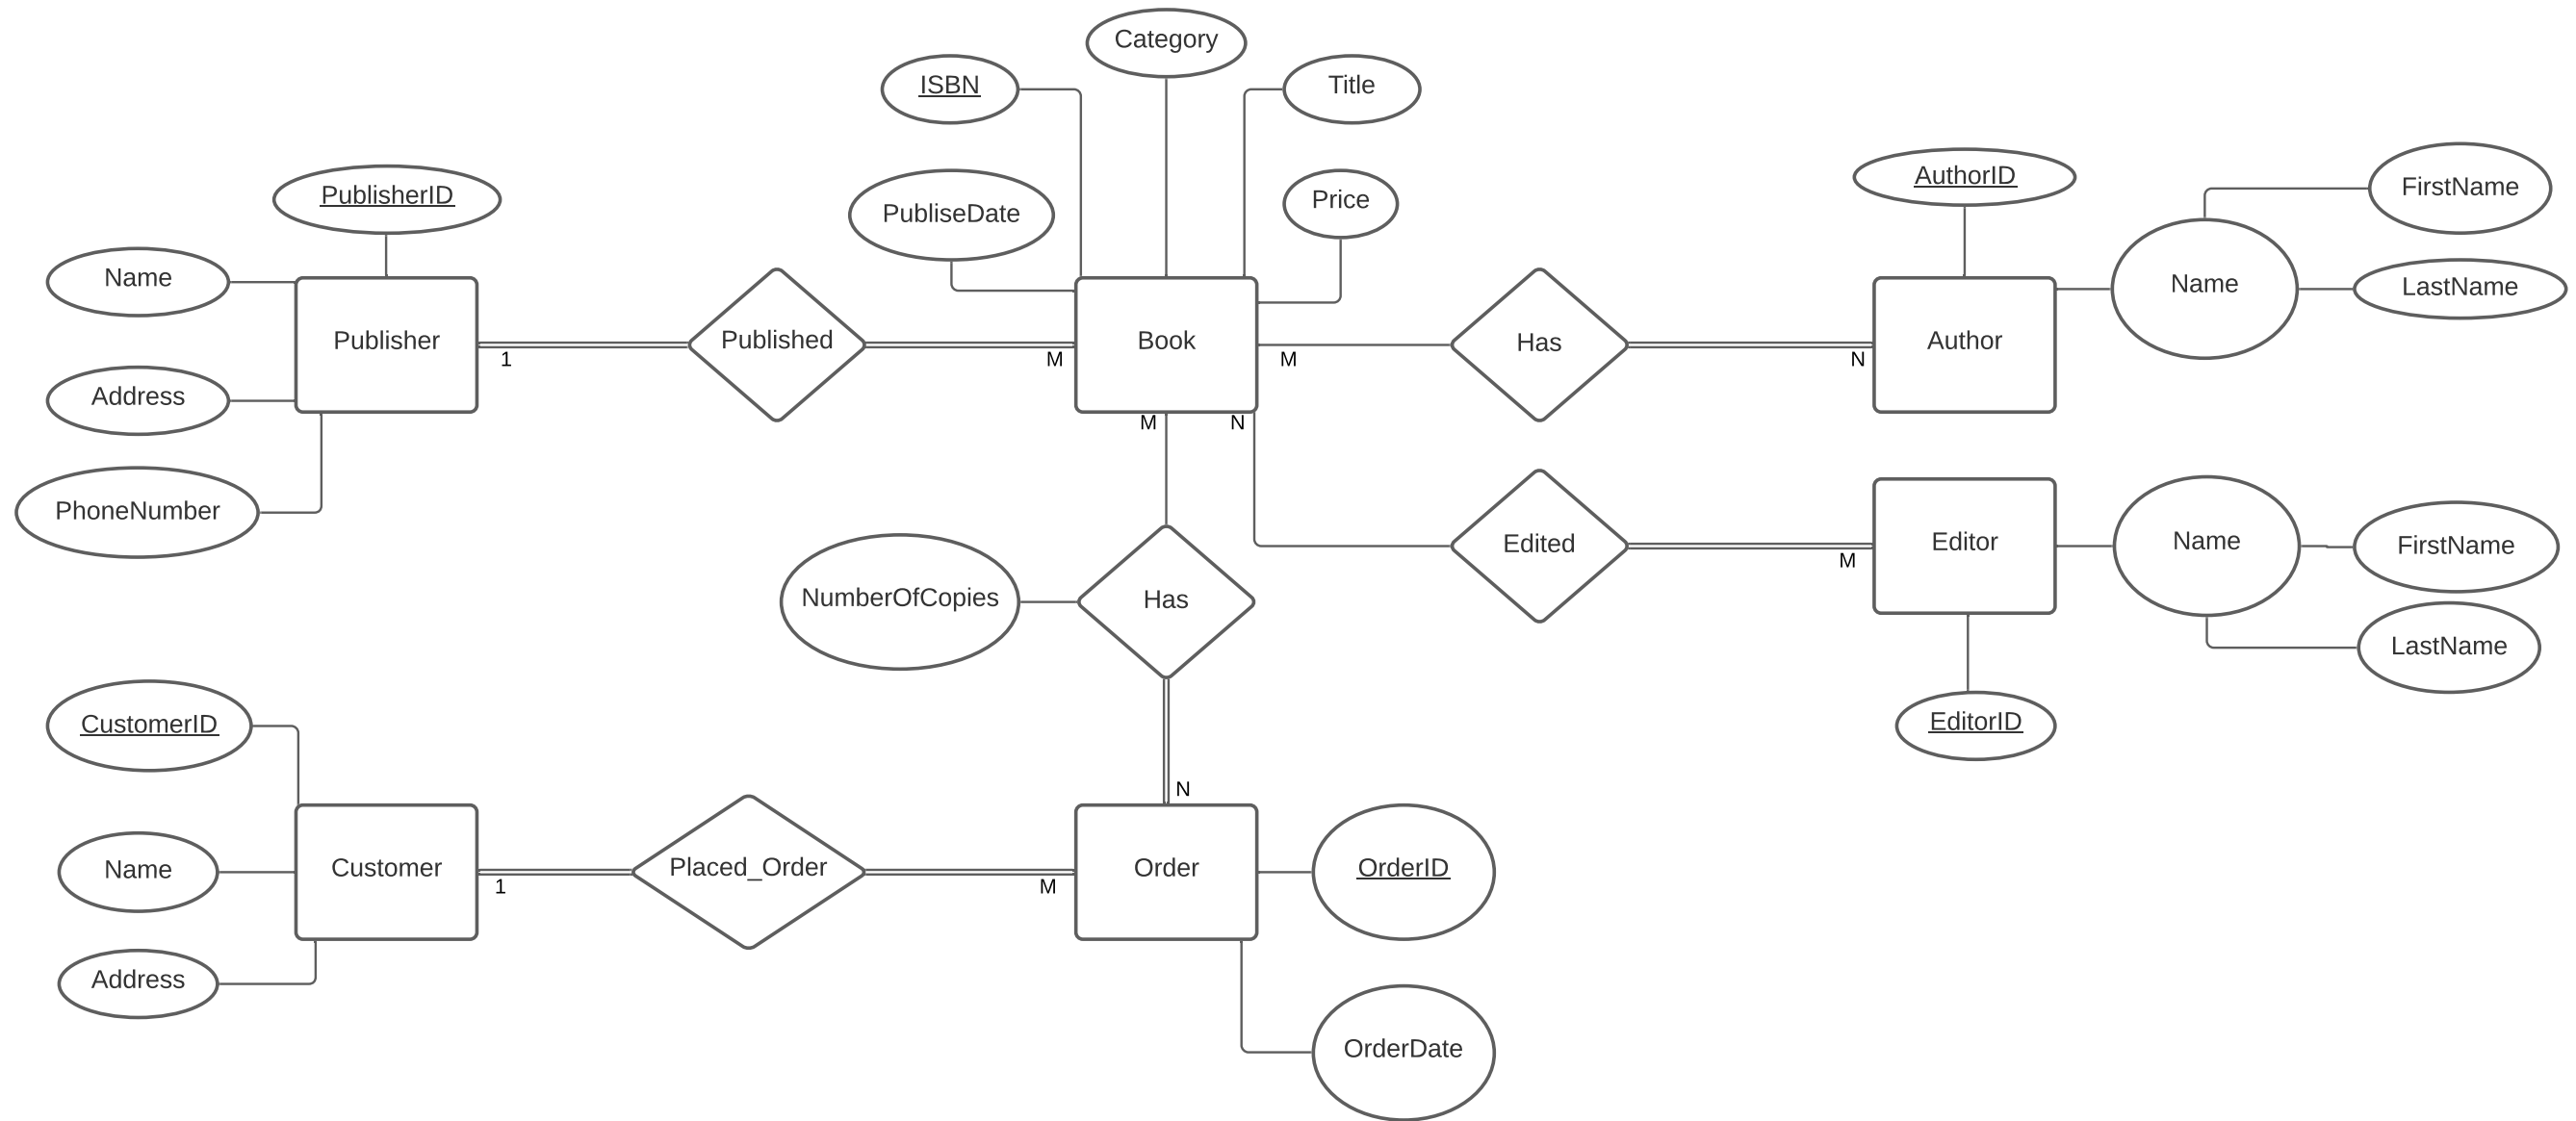 Category
ISBN
Title
PubliseDate
Price
PublisherID
Name
Address
PhoneNumber
Publisher
1
Published
M
Book
M
Has
N
Author
AuthorID
Name
FirstName
LastName
M
N
Edited
M
Editor
Name
FirstName
LastName
EditorID
NumberOfCopies
Has
N
CustomerID
Name
Address
Customer
1
Placed_Order
M
Order
OrderID
OrderDate